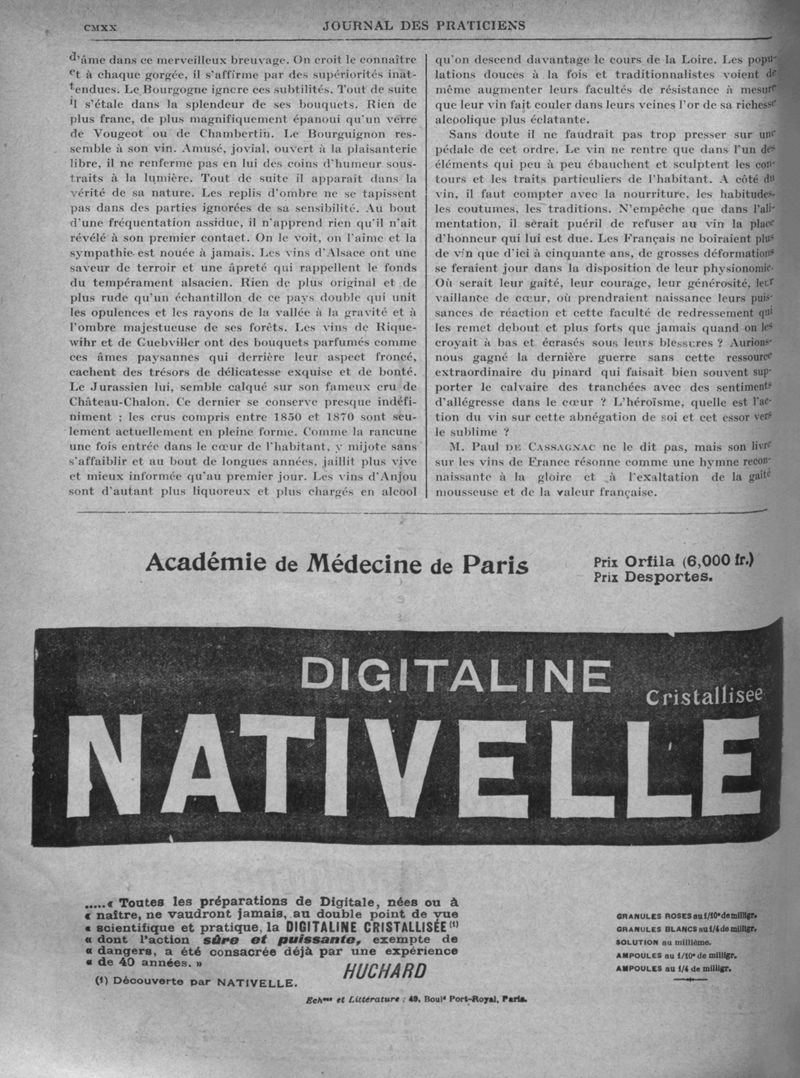 CMXX
JOURNAL DES PRATICIENS
d'âme dans ce merveilleux breuvage. On croit le connaître
et à chaque gorgée, il s'affirme par des supériorités inat-
tendues. Le Bourgogne ignore ces subtilités. Tout de suite
il s'étale dans la splendeur de ses bouquets. Rien de
plus franc, de plus magnifiquement épanoui qu'un verre
de Vougeot ou de Chambertin. Le Bourguignon res-
semble à son vin. Amusé, jovial, ouvert à la plaisanterie
libre, il ne renferme pas en lui des coins d'humeur sous-
traits à la lumière. Tout de suite il apparait dans la
vérité de sa nature. Les replis d'ombre ne se tapissent
pas dans des parties ignorées de sa sensibilité. Au bout
d'une fréquentation assidue, il n'apprend rien qu'il n'ait
révélé à son premier contact. On le voit, on l'aime et la
sympathie est nouée à jamais. Les vins d'Alsace ont une
saveur de terroir et une âpreté qui rappellent le fonds
du tempérament alsacien. Rien de plus original et de
plus rude qu'un échantillon de ce pays double qui unit
les opulences et les rayons de la vallée à la gravité et à
l'ombre majestueuse de ses forêts. Les vins de Rique-
wihr et de Guebviller ont des bouquets parfumés comme
ces âmes paysannes qui derrière leur aspect froncé,
cachent des trésors de délicatesse exquise et de bonté.
Le Jurassien lui, semble calqué sur son fameux cru de
Château-Chalon. Ce dernier se conserve presque indéfi-
niment ; les crus compris entre 1850 et 1870 sont seu-
lement actuellement en pleine forme. Comme la rancune
une fois entrée dans le cœur de l'habitant, y mijote sans
s'affaiblir et au bout de longues années, jaillit plus vive
et mieux informée qu'au premier jour. Les vins d'Anjou
sont d'autant plus liquoreux et plus chargés en alcool
qu'on descend davantage le cours de la Loire. Les popu-
lations douces à la fois et traditionnalistes voient de
même augmenter leurs facultés de résistance à mesure
que leur vin fait couler dans leurs veines l'or de sa richesse
alcoolique plus éclatante.
Sans doute il ne faudrait pas trop presser sur une
pédale de cet ordre. Le vin ne rentre que dans l'un des
éléments qui peu à peu ébauchent et sculptent les con-
tours et les traits particuliers de l'habitant. A côté du
vin, il faut compter avec la nourriture, les habitudes,
les coutumes, les traditions. N'empêche que dans l'ali-
mentation, il serait puéril de refuser au vin la place
d'honneur qui lui est due. Les Français ne boiraient plus
de vin que d'ici à cinquante ans, de grosses déformations
se feraient jour dans la disposition de leur physionomie.
Où serait leur gaîté, leur courage, leur générosité, leur
vaillance de cœur, où prendraient naissance leurs puis-
sances de réaction et cette faculté de redressement qui
les remet debout et plus forts que jamais quand on les
croyait à bas et écrasés sous leurs blessures ? Aurions-
nous gagné la dernière guerre sans cette ressource
extraordinaire du pinard qui faisait bien souvent sup-
porter le calvaire des tranchées avec des sentiments
d'allégresse dans le cœur ? L'héroïsme, quelle est l'ac-
tion du vin sur cette abnégation de soi et cet essor vers
le sublime ?
M. Paul DE CASSAGNAC ne le dit pas, mais son livre
sur les vins de France résonne comme une hymne recon-
naissante à la gloire et à l'exaltation de la gaîté
mousseuse et de la valeur française.
Académie de Médecine de Paris
Prix Orfila (6,000 fr.)
Prix Desportes.
DIGITALINE
Cristallisée
NATIVELLE
.....« Toutes les préparations de Digitale, nées ou à
« naître, ne vaudront jamais, au double point de vue
« scientifique et pratique, la DIGITALINE CRISTALLISÉE (1)
« dont l'action sûre et puissante, exempte de
« dangers, a été consacrée déjà par une expérience
« de 40 années. »
HUCHARD
(1) Découverte par NATIVELLE.
GRANULES ROSES au 1/10e de milligr.
GRANULES BLANCS au 1/4 de milligr.
SOLUTION au millième.
AMPOULES au 1/10e de milligr.
AMPOULES au 1/4 de milligr.
Echons et Littérature : 49, Boul^d Port-Royal, Paris.